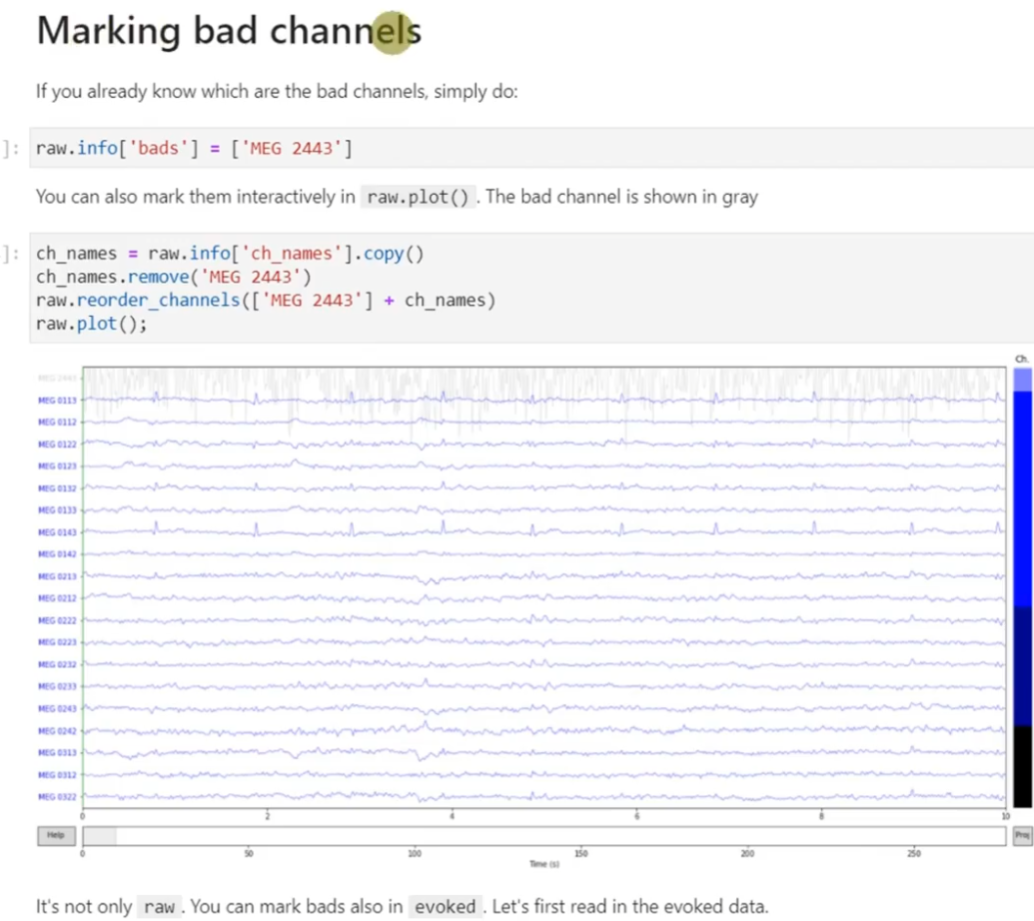 Marking bad channels
If you already know which are the bad channels, simply do:
]: raw.info['bads'] = ['MEG 2443']
You can also mark them interactively in raw.plot() . The bad channel is shown in gray
]: ch_names = raw.info['ch_names'].copy()
ch_names.remove('MEG 2443')
raw.reorder_channels(['MEG 2443'] + ch_names)
raw.plot();
Ch.
MEG 2443
MEG 0113
MEG 0112
MEG 0122
MEG 0123
MEG 0132
MEG 0133
MEG 0143
MEG 0142
MEG 0213
MEG 0212
MEG 0222
MEG 0223
MEG 0232
MEG 0233
MEG 0243
MEG 0242
MEG 0313
MEG 0312
MEG 0322
0 2 4 6 8 10
Help Proj
0 50 100 150 200 250
Time (s)
It's not only raw . You can mark bads also in evoked . Let's first read in the evoked data.